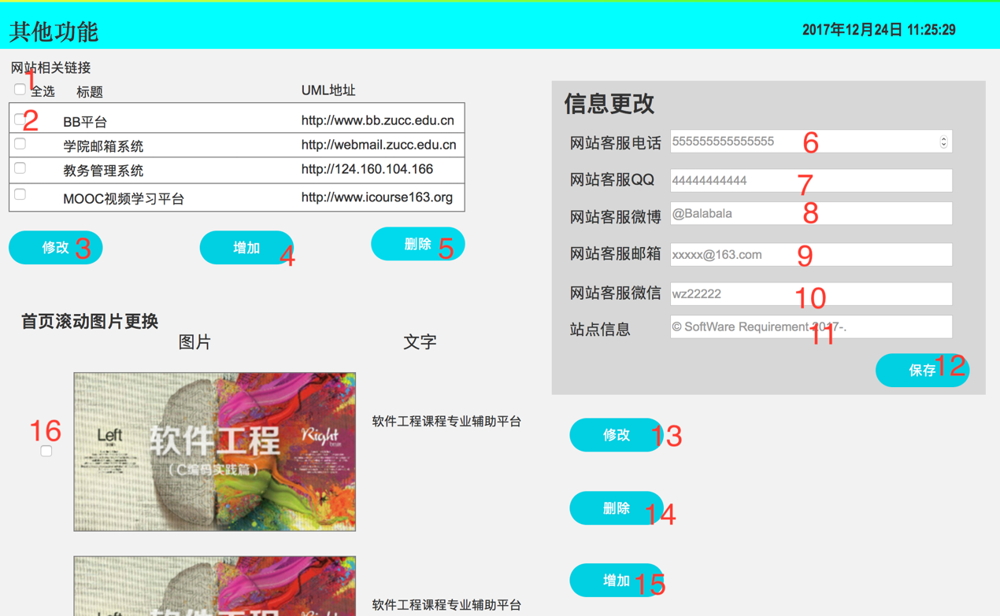 其他功能
2017年12月24日 11:25:29
网站相关链接
1
全选 标题 UML地址
2 BB平台 http://www.bb.zucc.edu.cn
学院邮箱系统 http://webmail.zucc.edu.cn
教务管理系统 http://124.160.104.166
MOOC视频学习平台 http://www.icourse163.org
修改 3
增加 4
删除 5
信息更改
网站客服电话 555555555555555 6
网站客服QQ 44444444444 7
网站客服微博 @Balabala 8
网站客服邮箱 xxxxx@163.com 9
网站客服微信 wz22222 10
站点信息 © SoftWare Requirement 2017-. 11
保存 12
首页滚动图片更换
图片 文字
16
Left
brain
软件工程
Right
brain
(C编码实践篇)
软件工程课程专业辅助平台
修改 13
删除 14
增加 15
Left
软件工程
Right
软件工程课程专业辅助平台